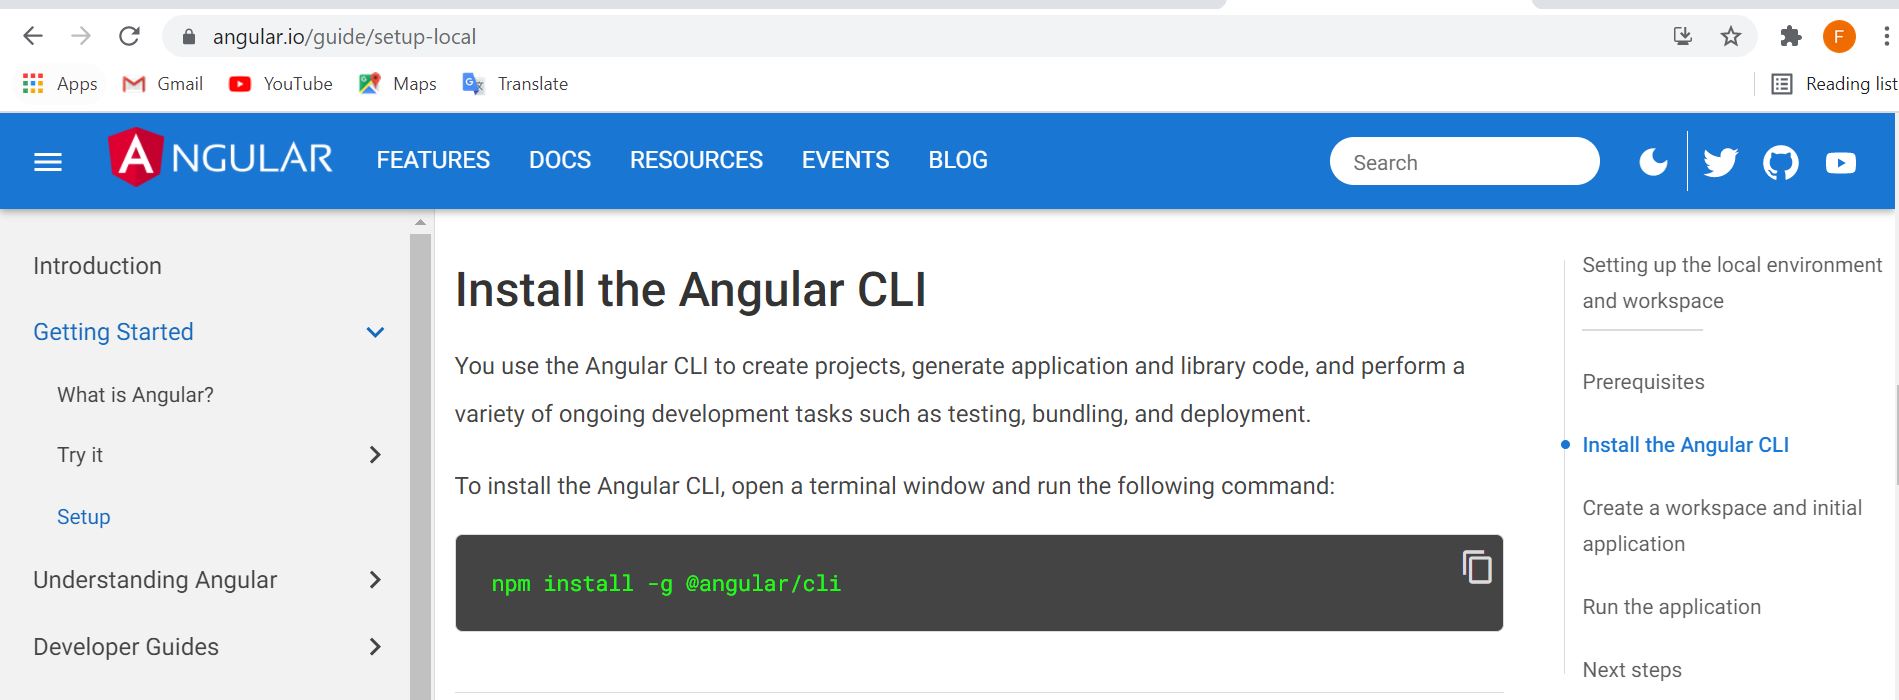 angular.io/guide/setup-local
F
Apps Gmail YouTube Maps Translate Reading list
ANGULAR FEATURES DOCS RESOURCES EVENTS BLOG Search
Introduction
Getting Started
What is Angular?
Try it
Setup
Understanding Angular
Developer Guides
Install the Angular CLI
You use the Angular CLI to create projects, generate application and library code, and perform a
variety of ongoing development tasks such as testing, bundling, and deployment.
To install the Angular CLI, open a terminal window and run the following command:
npm install -g @angular/cli
Setting up the local environment
and workspace
Prerequisites
Install the Angular CLI
Create a workspace and initial
application
Run the application
Next steps